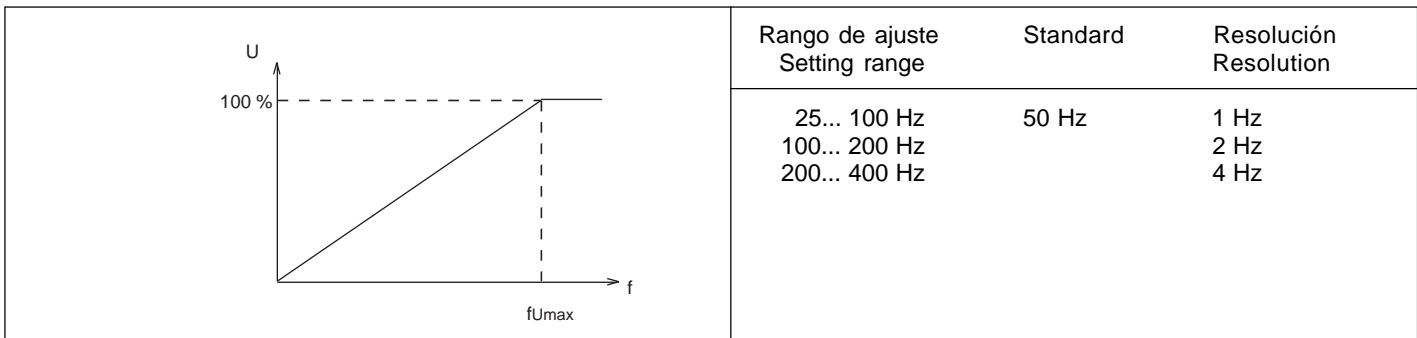 U
100 %
f
fUmax
Rango de ajuste Standard Resolución
Setting range Resolution
25... 100 Hz 50 Hz 1 Hz
100... 200 Hz 2 Hz
200... 400 Hz 4 Hz